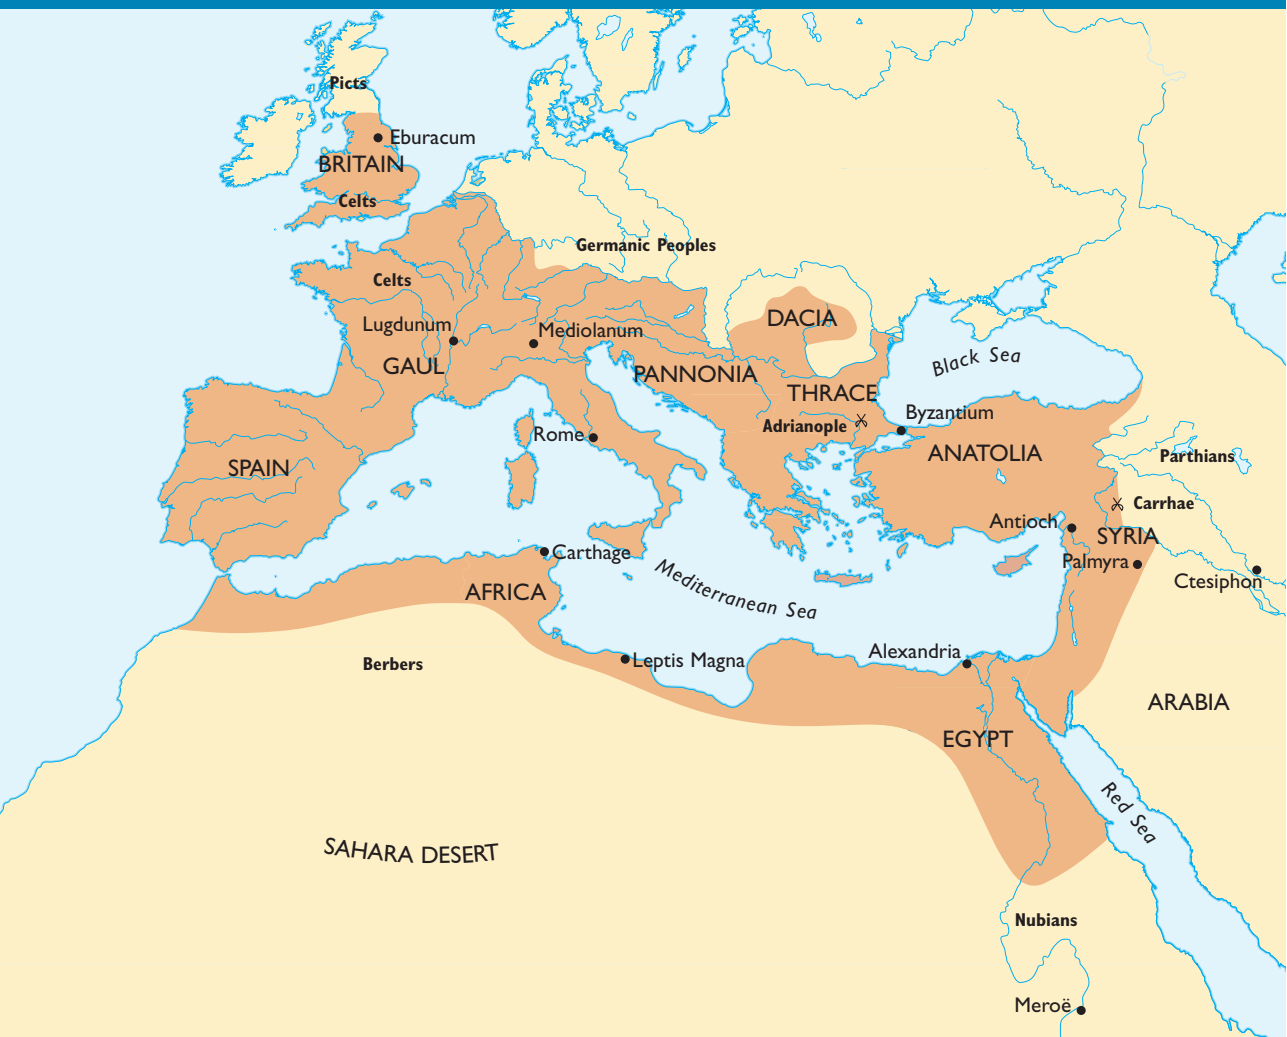 Picts
Eburacum
BRITAIN
Celts
Germanic Peoples
Celts
DACIA
Lugdunum
Mediolanum
Black Sea
GAUL
PANNONIA
THRACE
Byzantium
Adrianople
Rome
ANATOLIA
Parthians
SPAIN
Carrhae
Antioch
SYRIA
Carthage
Palmyra
Mediterranean Sea
Ctesiphon
AFRICA
Alexandria
Berbers
Leptis Magna
ARABIA
EGYPT
Red Sea
SAHARA DESERT
Nubians
Meroë